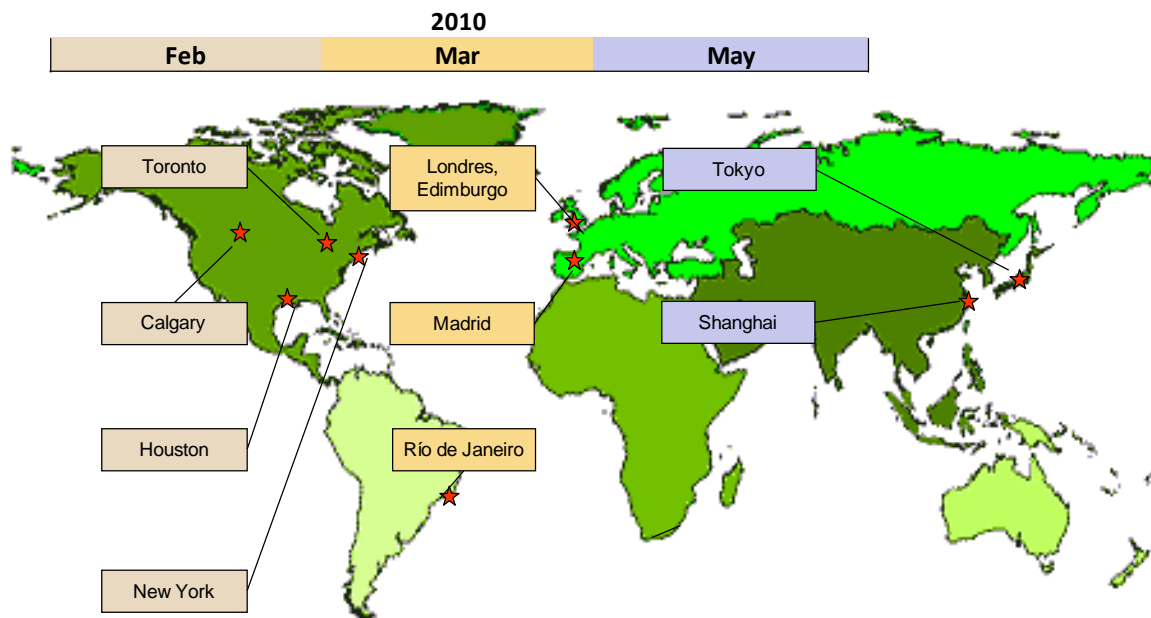 2010
Feb Mar May
Toronto
Londres,
Edimburgo
Tokyo
Calgary
Madrid
Shanghai
Houston
Río de Janeiro
New York